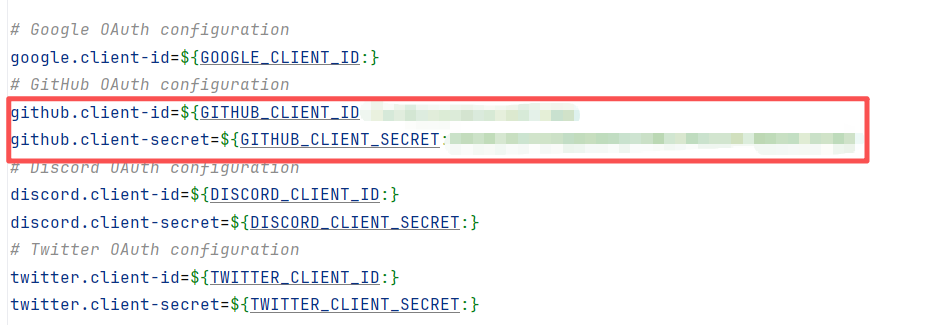 # Google OAuth configuration
google.client-id=${GOOGLE_CLIENT_ID:}
# GitHub OAuth configuration
github.client-id=${GITHUB_CLIENT_ID
github.client-secret=${GITHUB_CLIENT_SECRET:
# Discord OAuth configuration
discord.client-id=${DISCORD_CLIENT_ID:}
discord.client-secret=${DISCORD_CLIENT_SECRET:}
# Twitter OAuth configuration
twitter.client-id=${TWITTER_CLIENT_ID:}
twitter.client-secret=${TWITTER_CLIENT_SECRET:}